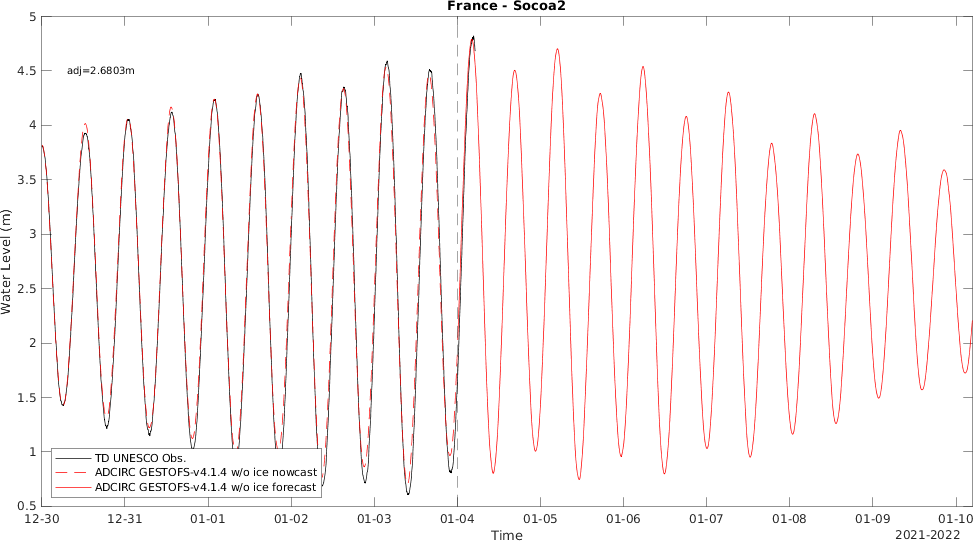 France - Socoa2
5
adj=2.6803m
4.5
4
3.5
3
2.5
2
1.5
1
0.5
Water Level (m)
TD UNESCO Obs.
ADCIRC GESTOFS-v4.1.4 w/o ice nowcast
ADCIRC GESTOFS-v4.1.4 w/o ice forecast
12-30 12-31 01-01 01-02 01-03 01-04 01-05 01-06 01-07 01-08 01-09 01-10
Time
2021-2022